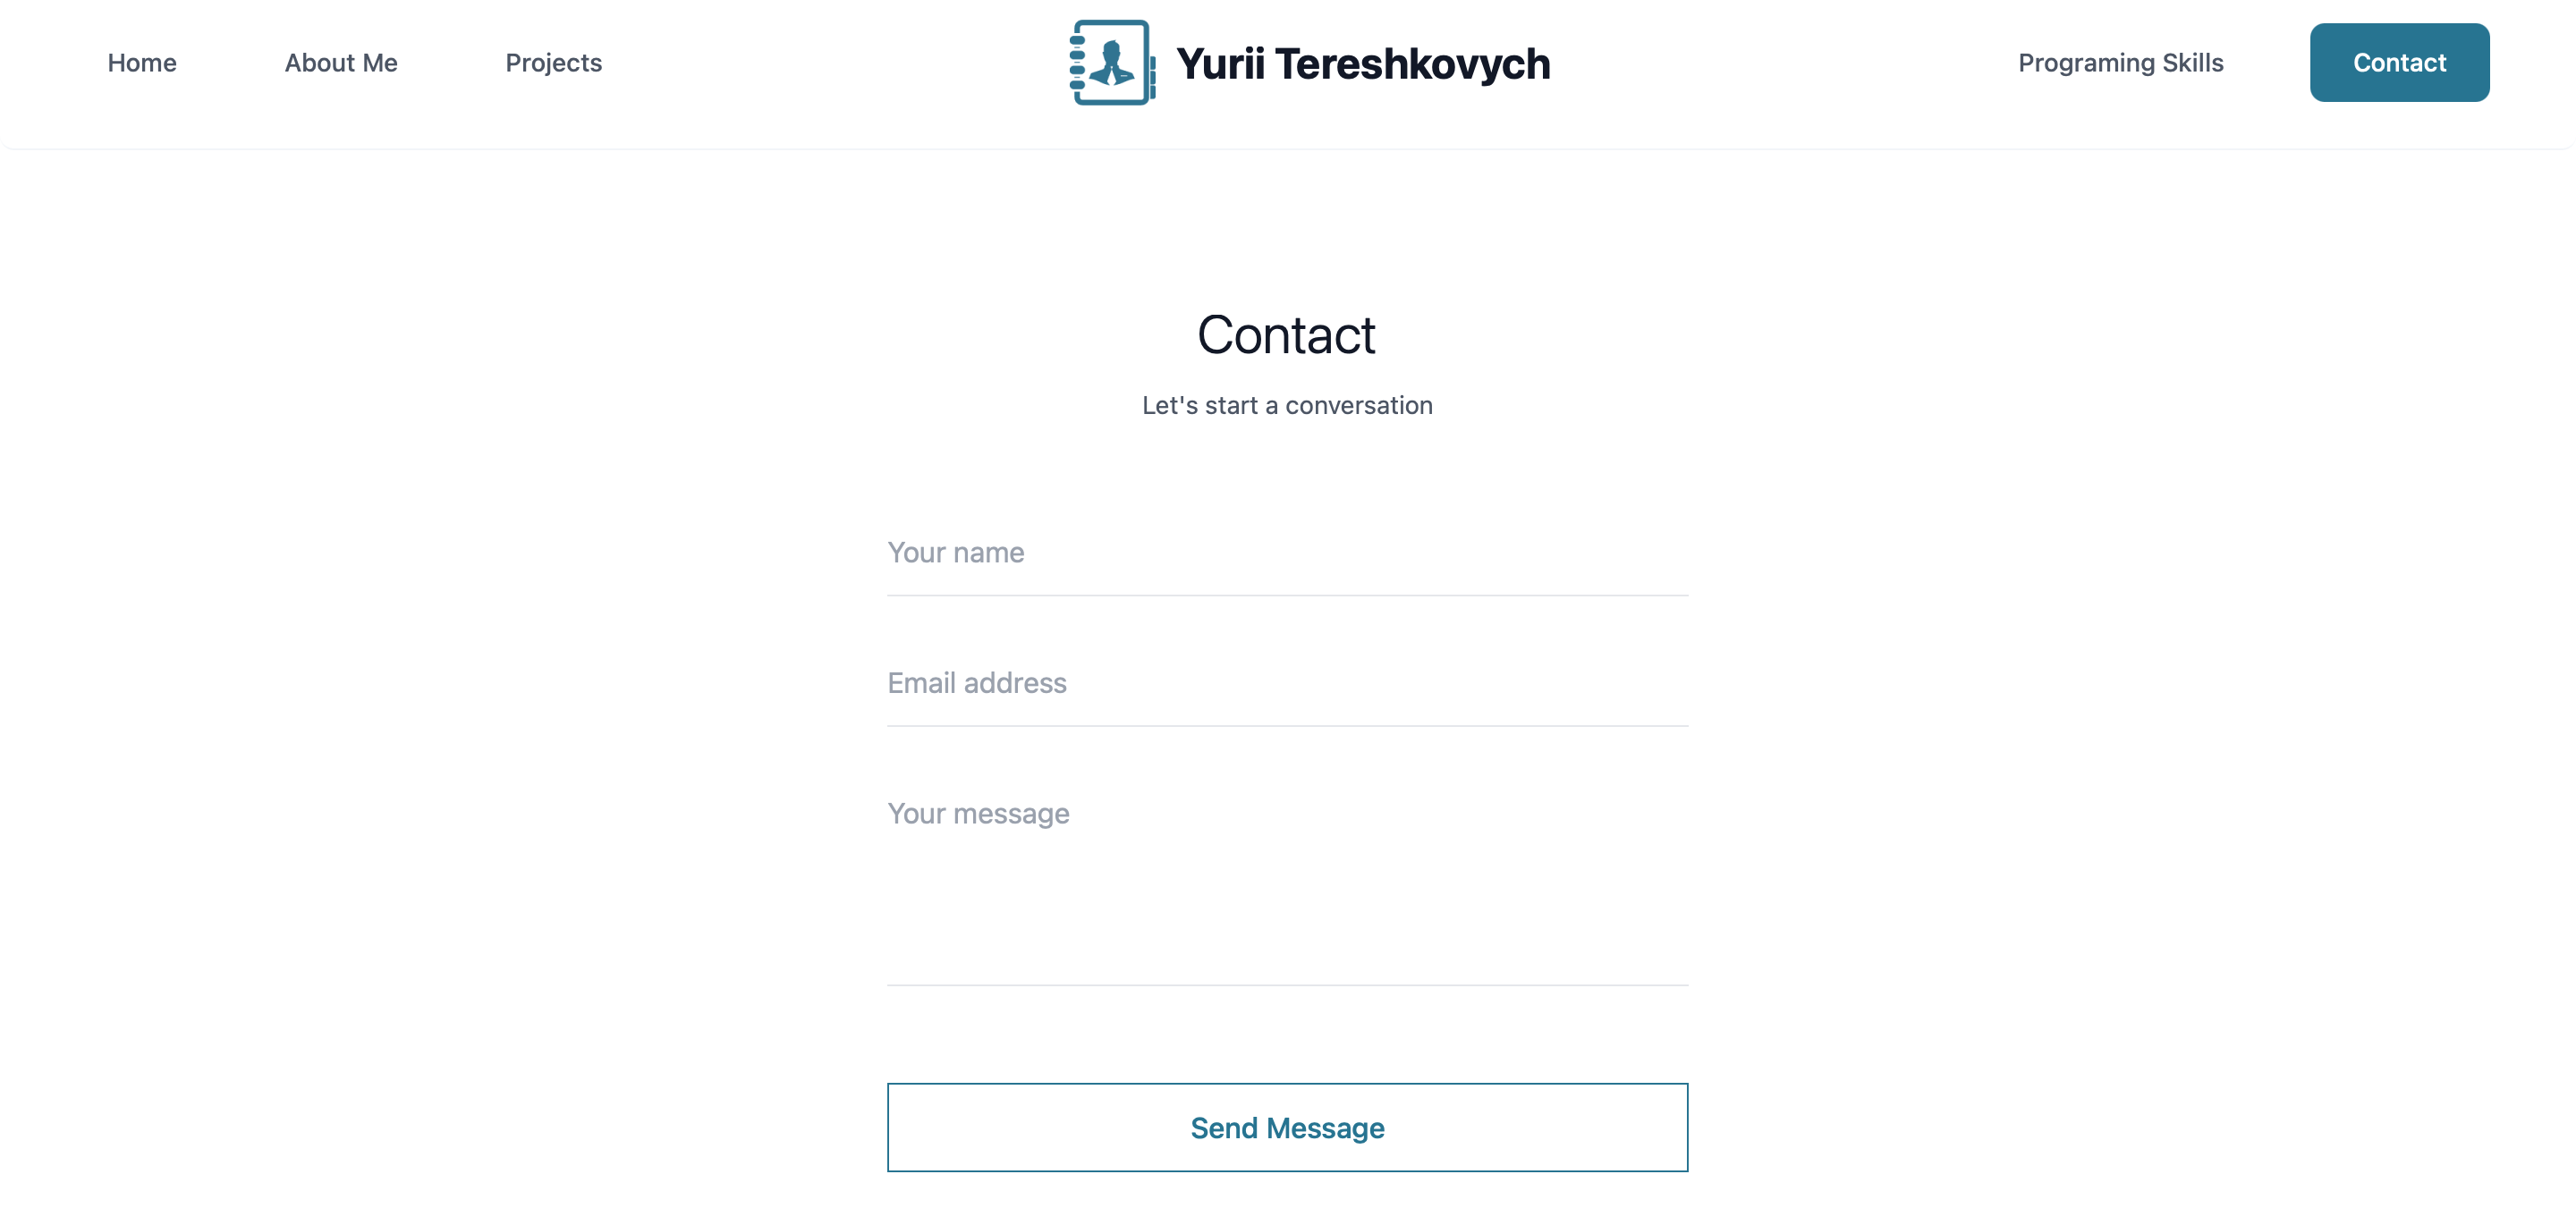 Home About Me Projects Yurii Tereshkovych Programing Skills Contact
Contact
Let's start a conversation
Your name
Email address
Your message
Send Message